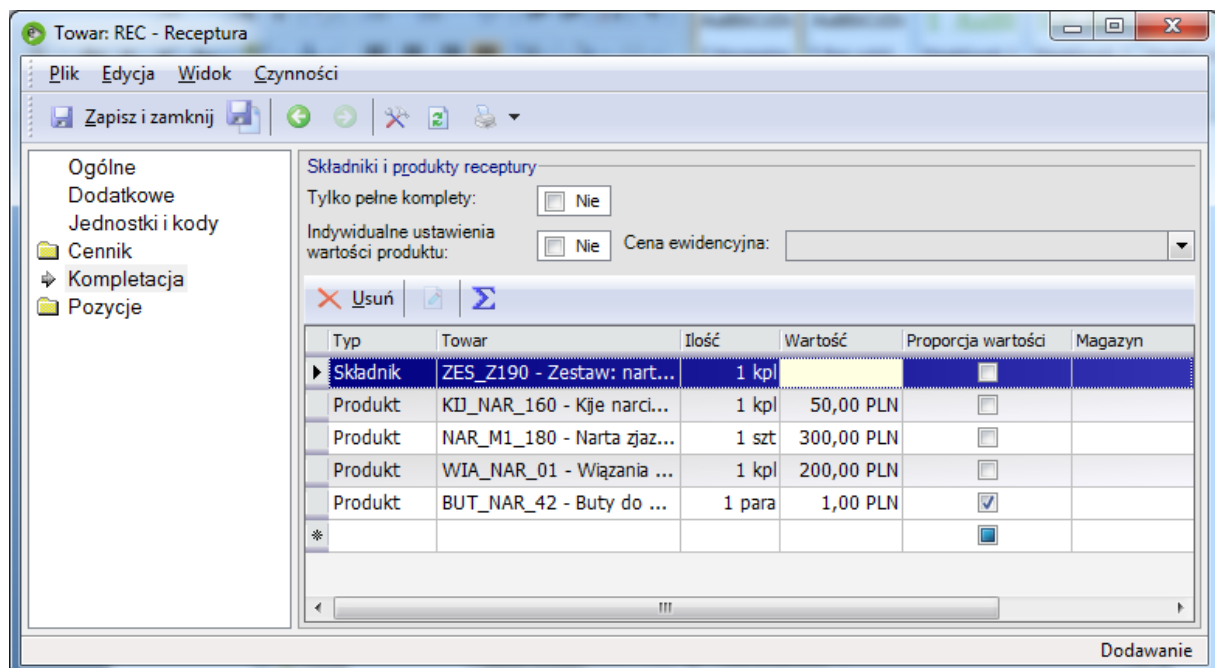 Towar: REC - Receptura
Plik Edycja Widok Czynności
Zapisz i zamknij
Ogólne
Dodatkowe
Jednostki i kody
Cennik
Kompletacja
Pozycje
Składniki i produkty receptury
Tylko pełne komplety: Nie
Indywidualne ustawienia
wartości produktu: Nie Cena ewidencyjna:
Usuń Σ
Typ Towar Ilość Wartość Proporcja wartości Magazyn
Składnik ZES_Z190 - Zestaw: nart... 1 kpl
Produkt KIJ_NAR_160 - Kije narci... 1 kpl 50,00 PLN
Produkt NAR_M1_180 - Narta zjaz... 1 szt 300,00 PLN
Produkt WIA_NAR_01 - Wiązania ... 1 kpl 200,00 PLN
Produkt BUT_NAR_42 - Buty do ... 1 para 1,00 PLN
Dodawanie